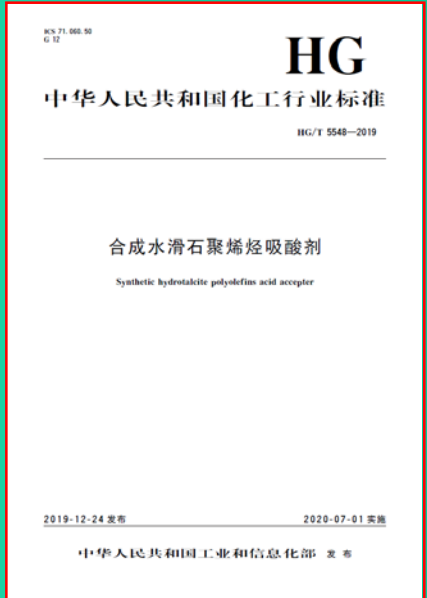 ICS 71.060.50
G 12
HG
中华人民共和国化工行业标准
HG/T 5548—2019
合成水滑石聚烯烃吸酸剂
Synthetic hydrotalcite polyolefins acid accepter
2019-12-24 发布
2020-07-01 实施
中华人民共和国工业和信息化部 发布